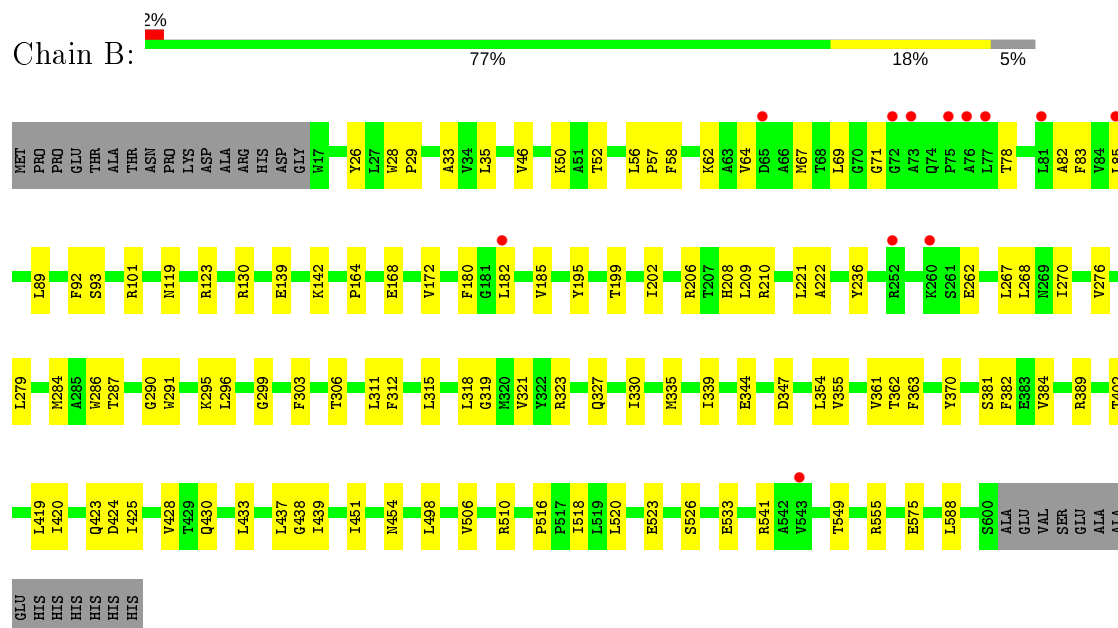 2%
Chain B:
77% 18% 5%
MET PRO PRO GLU THR ALA THR ASN PRO LYS ASP ALA ARG HIS ASP GLY W17 Y26 L27 W28 P29 A33 V34 L35 V46 K50 A51 T52 L56 P57 F58 K62 A63 V64 D65 A66 M67 T68 L69 G70 G71 G72 A73 Q74 P75 A76 L77 T78 L81 A82 F83 V84 L85
L89 F92 S93 R101 N119 R123 R130 E139 K142 P164 E168 V172 F180 G181 L182 V185 Y195 T199 I202 R206 T207 H208 L209 R210 L221 A222 Y236 R252 K260 S261 E262 L267 L268 N269 I270 V276
L279 M284 A285 W286 T287 G290 W291 K295 L296 G299 F303 T306 L311 F312 L315 L318 G319 M320 V321 Y322 R323 Q327 I330 M335 I339 E344 D347 L354 V355 V361 T362 F363 Y370 S381 F382 E383 V384 R389 T402
L419 I420 Q423 D424 I425 V428 T429 Q430 L433 L437 G438 I439 I451 N454 L498 V506 R510 P516 P517 I518 L519 L520 E523 S526 E533 R541 A542 V543 T549 R555 E575 L588 S600 ALA GLU VAL SER GLU ALA ALA
GLU HIS HIS HIS HIS HIS HIS